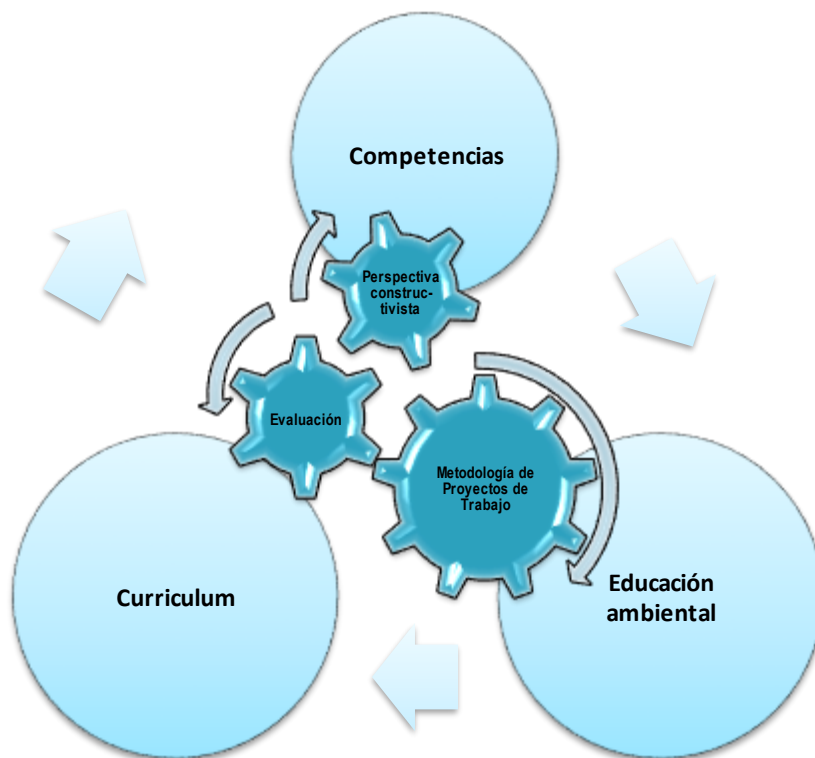 Competencias
Perspectiva
construc-
tivista
Evaluación
Metodología de
Proyectos de
Trabajo
Curriculum
Educación
ambiental